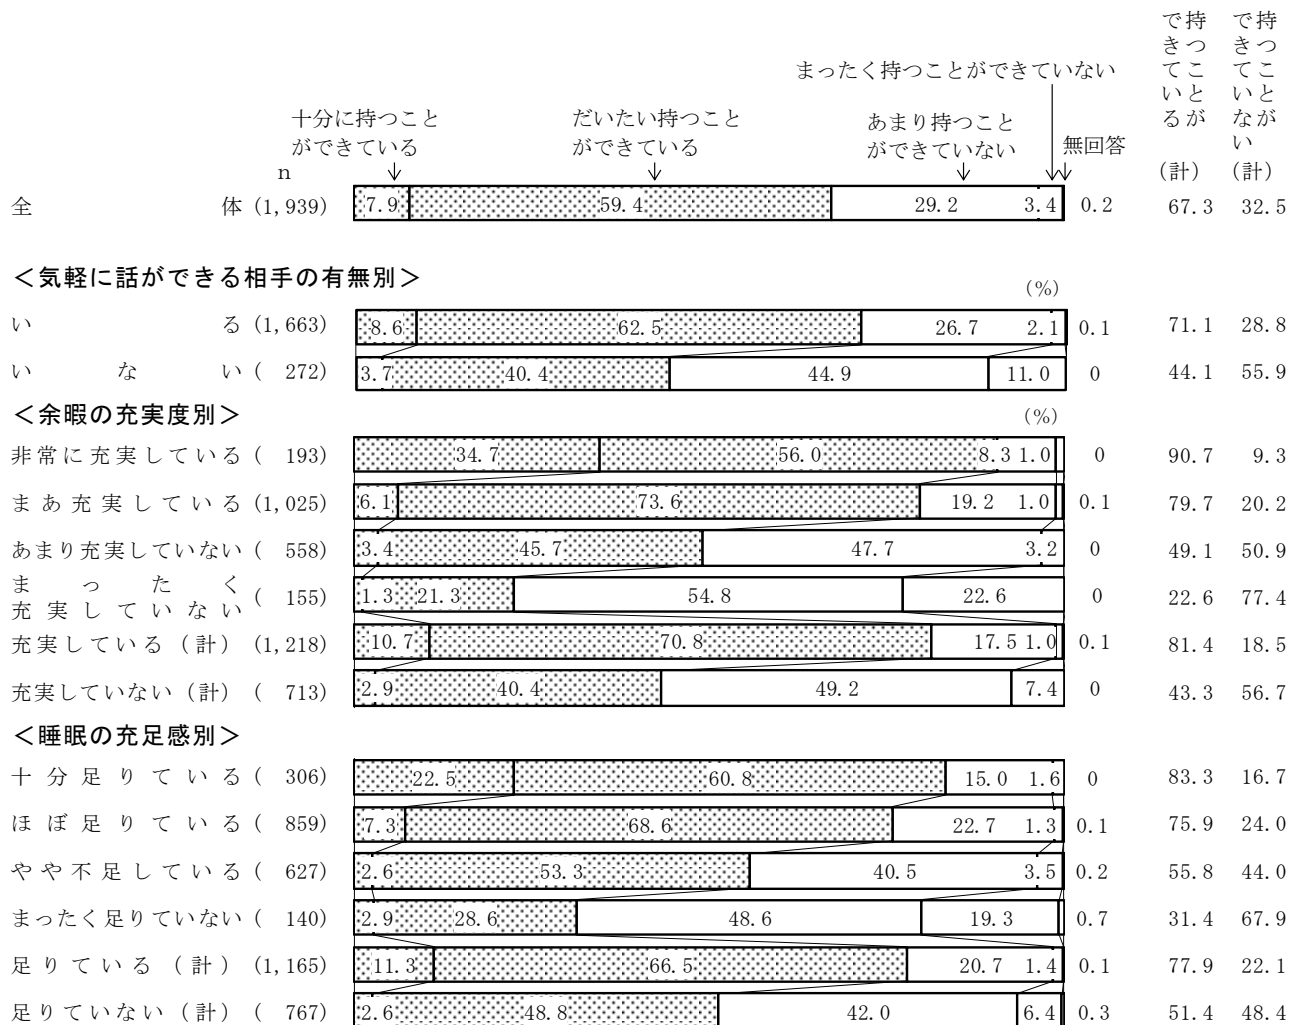 持つことができている（計）
持つことができていない（計）
まったく持つことができていない
十分に持つこと
ができている
だいたい持つこと
ができている
あまり持つこと
ができていない
無回答
n
全体 (1,939) 7.9 59.4 29.2 3.4 0.2 67.3 32.5
＜気軽に話ができる相手の有無別＞
(%)
いる (1,663) 8.6 62.5 26.7 2.1 0.1 71.1 28.8
いない ( 272) 3.7 40.4 44.9 11.0 0 44.1 55.9
＜余暇の充実度別＞
(%)
非常に充実している ( 193) 34.7 56.0 8.3 1.0 0 90.7 9.3
まあ充実している (1,025) 6.1 73.6 19.2 1.0 0.1 79.7 20.2
あまり充実していない ( 558) 3.4 45.7 47.7 3.2 0 49.1 50.9
まったく
充実していない ( 155) 1.3 21.3 54.8 22.6 0 22.6 77.4
充実している（計） (1,218) 10.7 70.8 17.5 1.0 0.1 81.4 18.5
充実していない（計） ( 713) 2.9 40.4 49.2 7.4 0 43.3 56.7
＜睡眠の充足感別＞
十分足りている ( 306) 22.5 60.8 15.0 1.6 0 83.3 16.7
ほぼ足りている ( 859) 7.3 68.6 22.7 1.3 0.1 75.9 24.0
やや不足している ( 627) 2.6 53.3 40.5 3.5 0.2 55.8 44.0
まったく足りていない ( 140) 2.9 28.6 48.6 19.3 0.7 31.4 67.9
足りている（計） (1,165) 11.3 66.5 20.7 1.4 0.1 77.9 22.1
足りていない（計） ( 767) 2.6 48.8 42.0 6.4 0.3 51.4 48.4